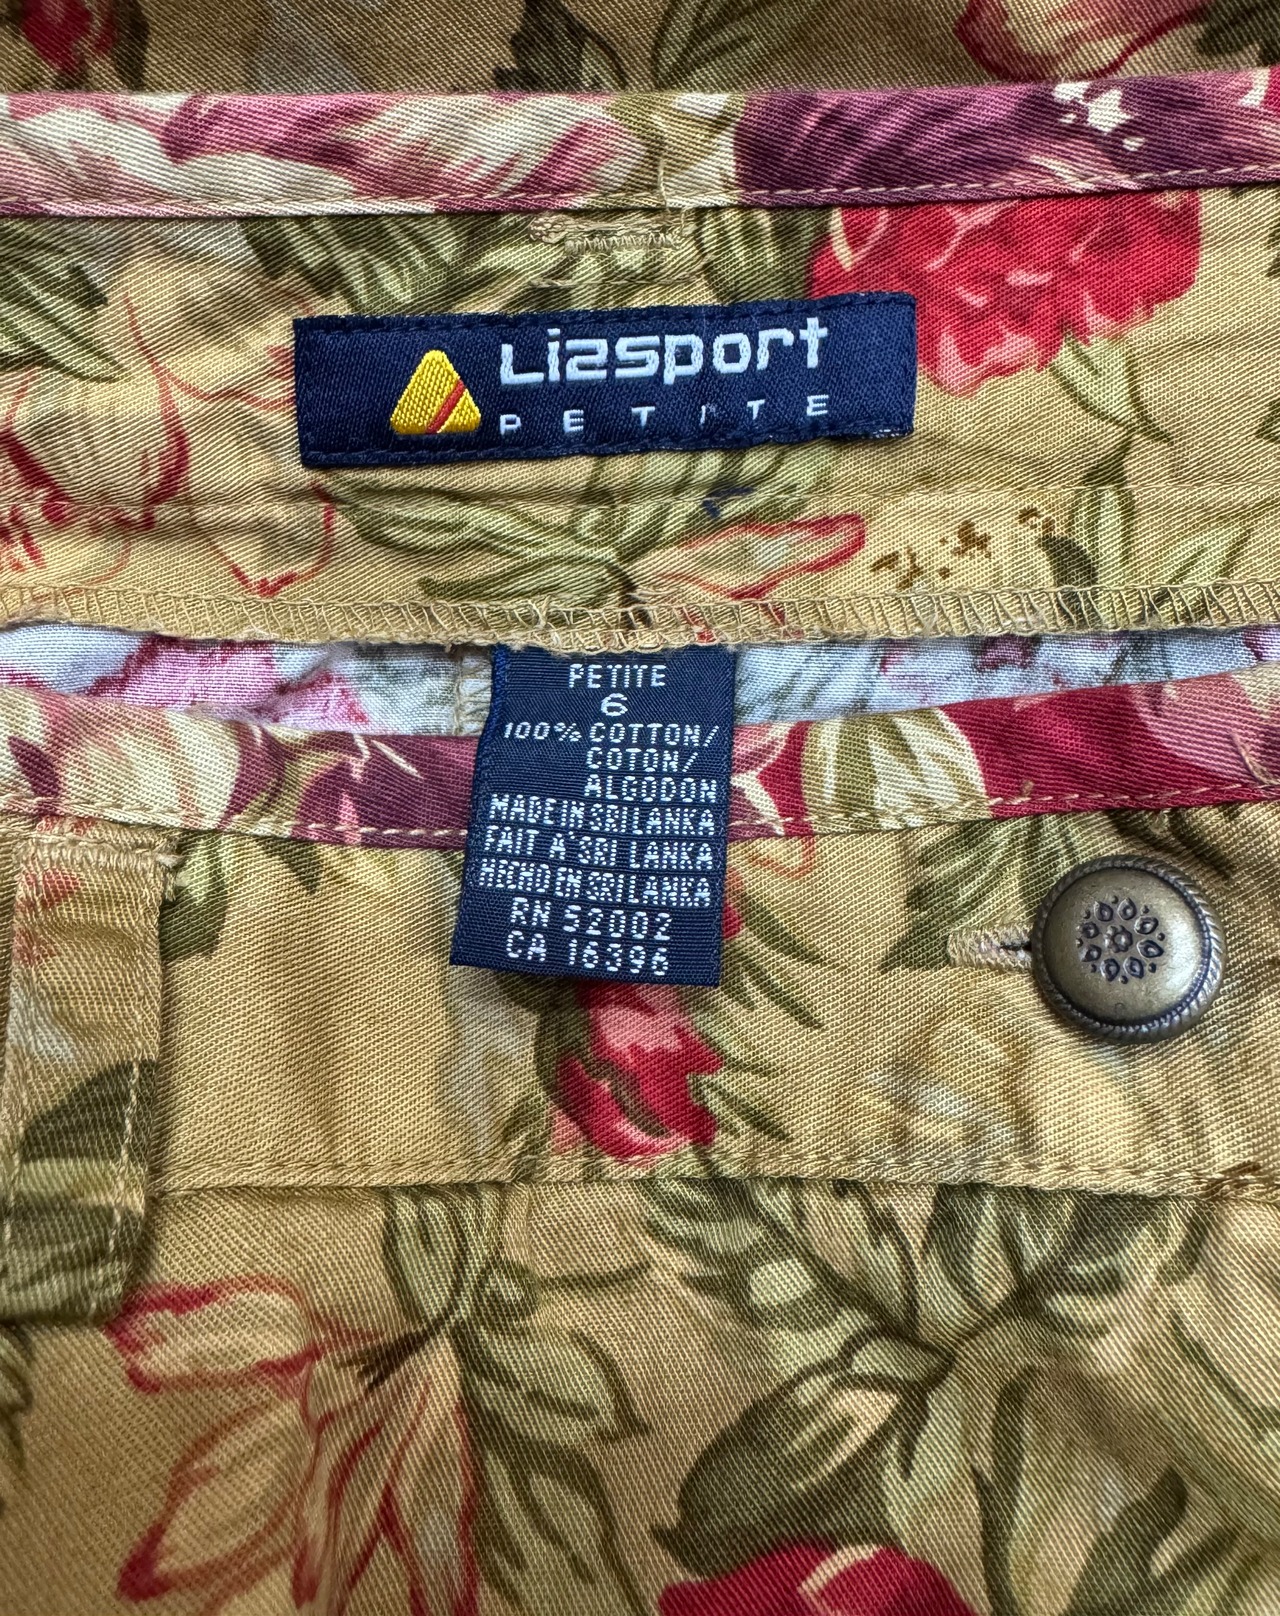 Lizsport
PETITE
PETITE
6
100% COTTON/
COTON/
ALGODON
MADE IN SRI LANKA
FAIT À SRI LANKA
HECHO EN SRI LANKA
RN 52002
CA 16396